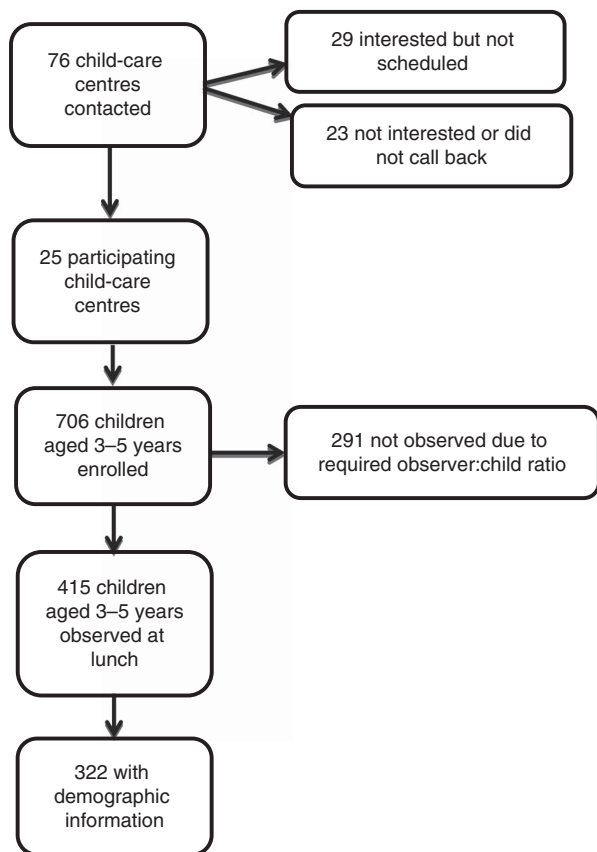 76 child-care
centres
contacted
29 interested but not
scheduled
23 not interested or did
not call back
25 participating
child-care
centres
706 children
aged 3–5 years
enrolled
291 not observed due to
required observer:child ratio
415 children
aged 3–5 years
observed at
lunch
322 with
demographic
information